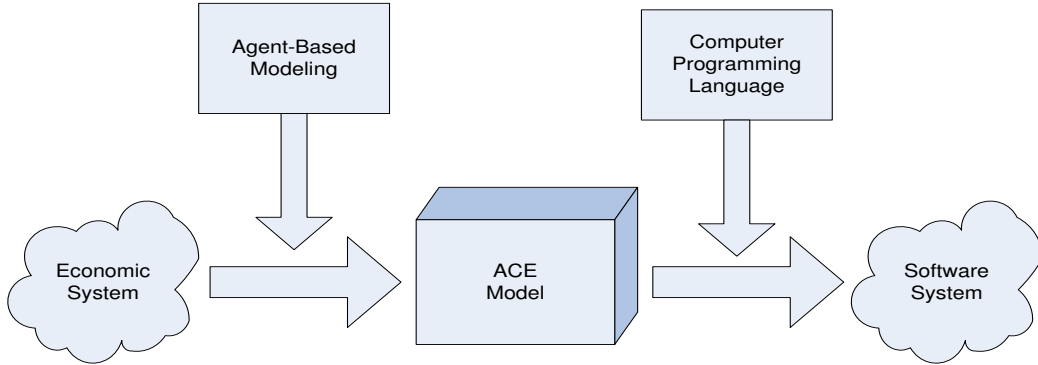 Agent-Based
Modeling
Computer
Programming
Language
Economic
System
ACE
Model
Software
System